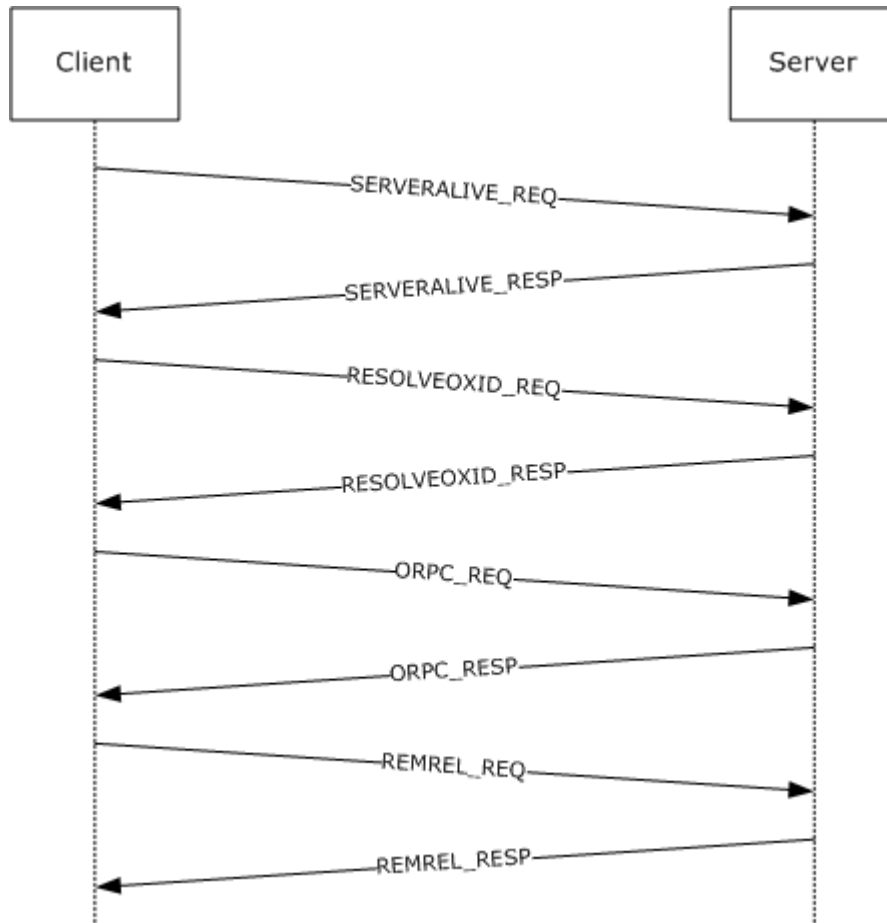 Client
Server
SERVERALIVE_REQ
SERVERALIVE_RESP
RESOLVEOXID_REQ
RESOLVEOXID_RESP
ORPC_REQ
ORPC_RESP
REMREL_REQ
REMREL_RESP